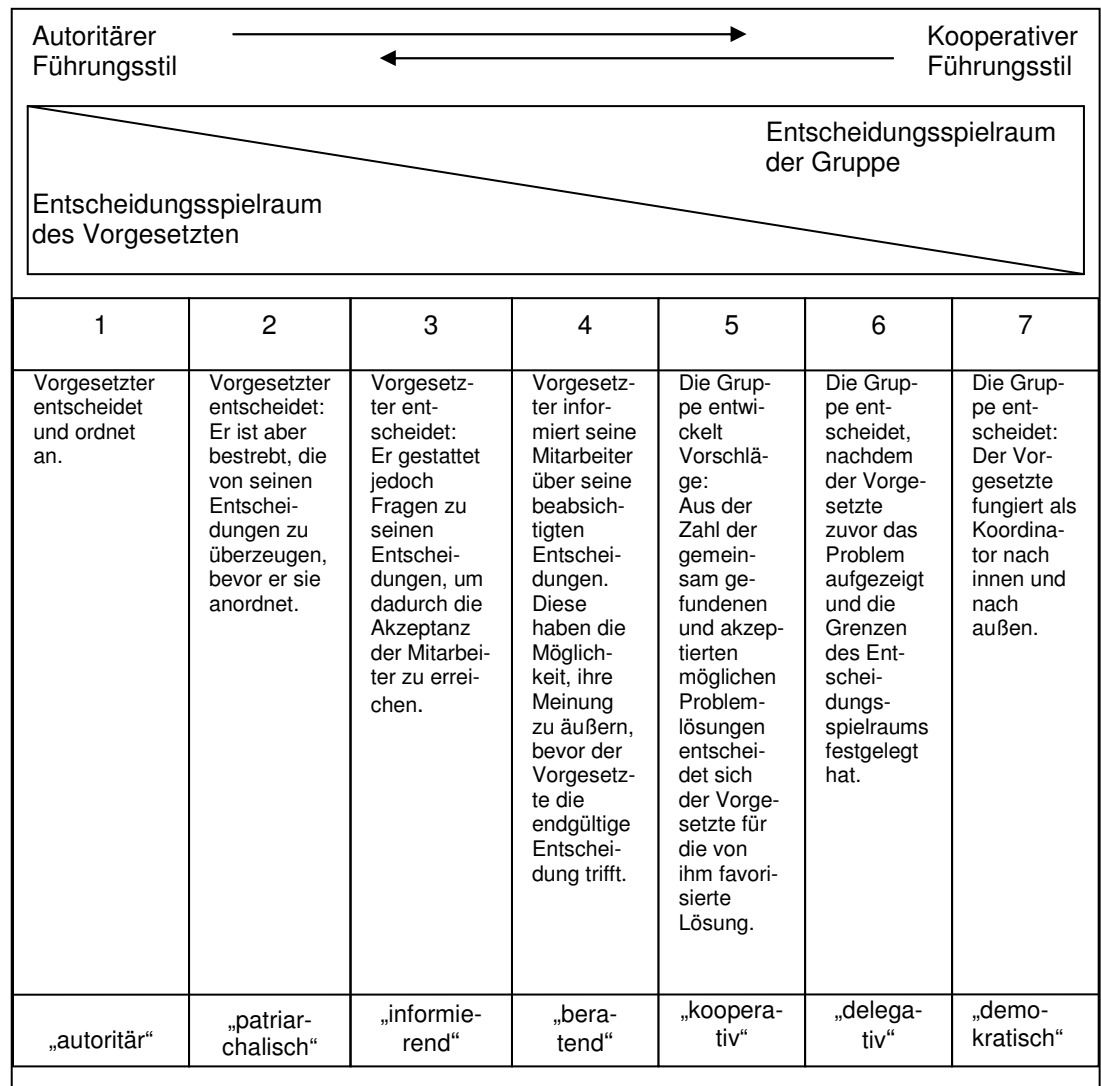 Autoritärer
Führungsstil
Kooperativer
Führungsstil
Entscheidungsspielraum
der Gruppe
Entscheidungsspielraum
des Vorgesetzten
1
2
3
4
5
6
7
Vorgesetzter
entscheidet
und ordnet
an.
Vorgesetzter
entscheidet:
Er ist aber
bestrebt, die
von seinen
Entschei-
dungen zu
überzeugen,
bevor er sie
anordnet.
Vorgesetz-
ter ent-
scheidet:
Er gestattet
jedoch
Fragen zu
seinen
Entschei-
dungen, um
dadurch die
Akzeptanz
der Mitarbei-
ter zu errei-
chen.
Vorgesetz-
ter infor-
miert seine
Mitarbeiter
über seine
beabsich-
tigten
Entschei-
dungen.
Diese
haben die
Möglich-
keit, ihre
Meinung
zu äußern,
bevor der
Vorgesetz-
te die
endgültige
Entschei-
dung trifft.
Die Grup-
pe entwi-
ckelt
Vorschlä-
ge:
Aus der
Zahl der
gemein-
sam ge-
fundenen
und akzep-
tierten
möglichen
Problem-
lösungen
entschei-
det sich
der Vorge-
setzte für
die von
ihm favori-
sierte
Lösung.
Die Grup-
pe ent-
scheidet,
nachdem
der Vorge-
setzte
zuvor das
Problem
aufgezeigt
und die
Grenzen
des Ent-
schei-
dungs-
spielraums
festgelegt
hat.
Die Grup-
pe ent-
scheidet:
Der Vor-
gesetzte
fungiert als
Koordina-
tor nach
innen und
nach
außen.
„autoritär“
„patriar-
chalisch“
„informie-
rend“
„bera-
tend“
„koopera-
tiv“
„delega-
tiv“
„demo-
kratisch“